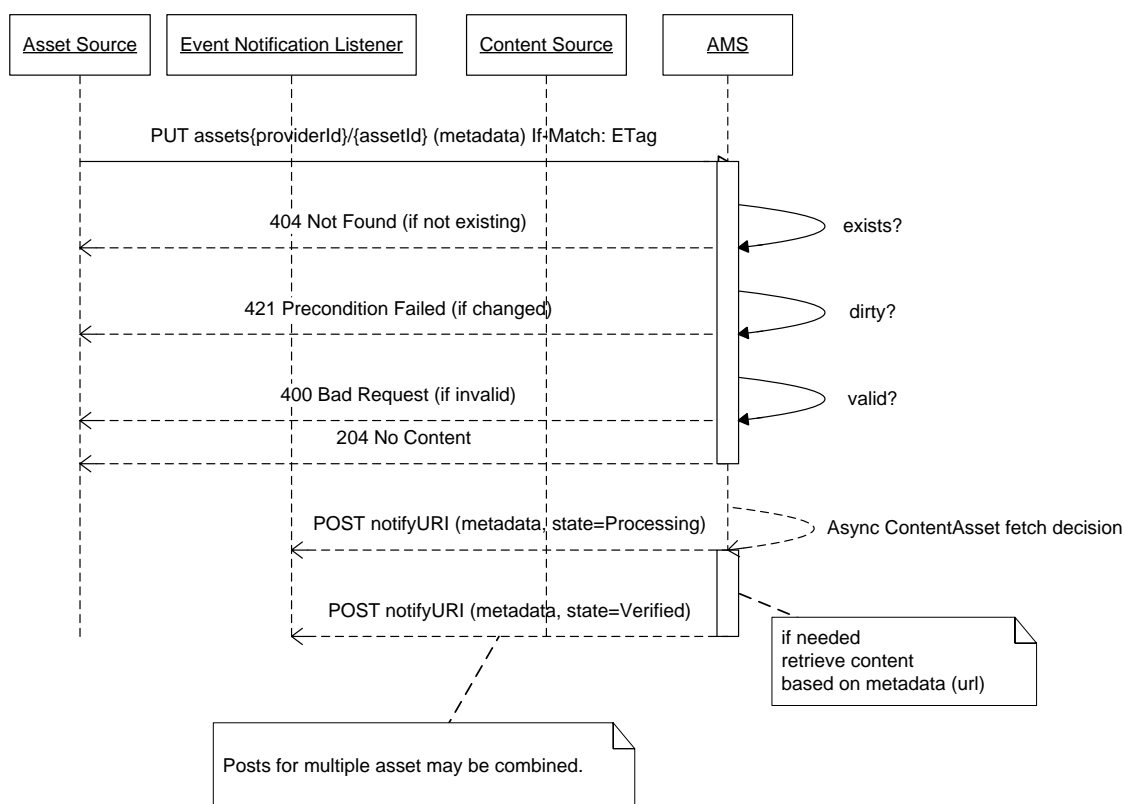 Asset Source
Event Notification Listener
Content Source
AMS
PUT assets{providerId}/{assetId} (metadata) If-Match: ETag
404 Not Found (if not existing)
exists?
421 Precondition Failed (if changed)
dirty?
400 Bad Request (if invalid)
valid?
204 No Content
POST notifyURI (metadata, state=Processing)
Async ContentAsset fetch decision
POST notifyURI (metadata, state=Verified)
if needed
retrieve content
based on metadata (url)
Posts for multiple asset may be combined.